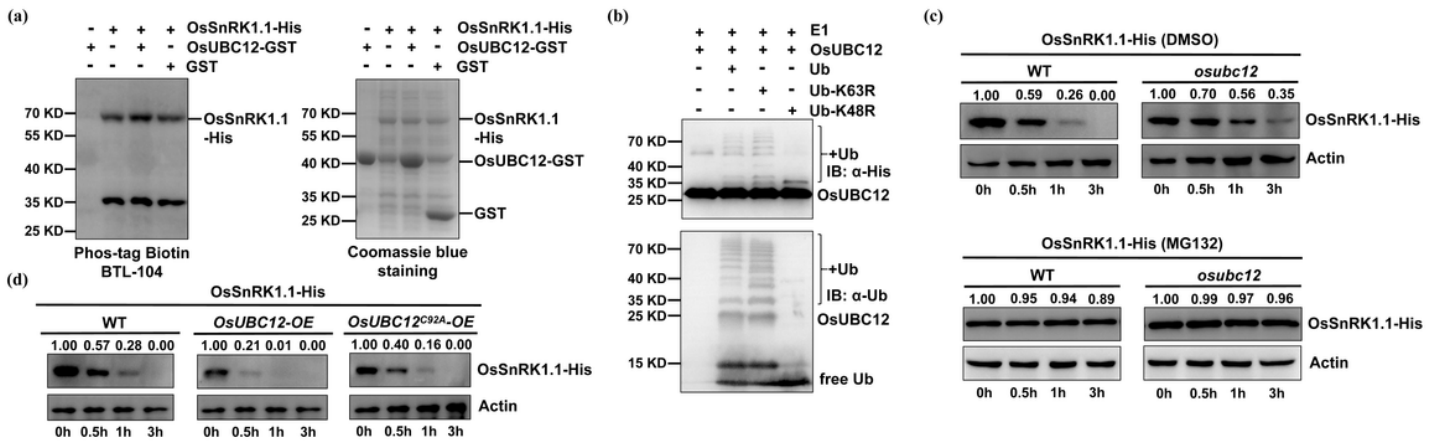 (a)
- + + + OsSnRK1.1-His
+ - + - OsUBC12-GST
- - - + GST
70 KD
55 KD
40 KD
35 KD
25 KD
OsSnRK1.1
-His
Phos-tag Biotin
BTL-104
- + + + OsSnRK1.1-His
+ - + - OsUBC12-GST
- - - + GST
70 KD
55 KD
40 KD
35 KD
25 KD
OsSnRK1.1
-His
OsUBC12-GST
GST
Coomassie blue
staining
(b)
+ + + + E1
+ + + + OsUBC12
- + - - Ub
- - + - Ub-K63R
- - - + Ub-K48R
70 KD
40 KD
35 KD
25 KD
+Ub
IB: α-His
OsUBC12
70 KD
40 KD
35 KD
25 KD
15 KD
+Ub
IB: α-Ub
OsUBC12
free Ub
(c)
OsSnRK1.1-His (DMSO)
WT osubc12
1.00 0.59 0.26 0.00 1.00 0.70 0.56 0.35
OsSnRK1.1-His
Actin
0h 0.5h 1h 3h 0h 0.5h 1h 3h
OsSnRK1.1-His (MG132)
WT osubc12
1.00 0.95 0.94 0.89 1.00 0.99 0.97 0.96
OsSnRK1.1-His
Actin
0h 0.5h 1h 3h 0h 0.5h 1h 3h
(d)
OsSnRK1.1-His
WT OsUBC12-OE OsUBC12C92A-OE
1.00 0.57 0.28 0.00 1.00 0.21 0.01 0.00 1.00 0.40 0.16 0.00
OsSnRK1.1-His
Actin
0h 0.5h 1h 3h 0h 0.5h 1h 3h 0h 0.5h 1h 3h